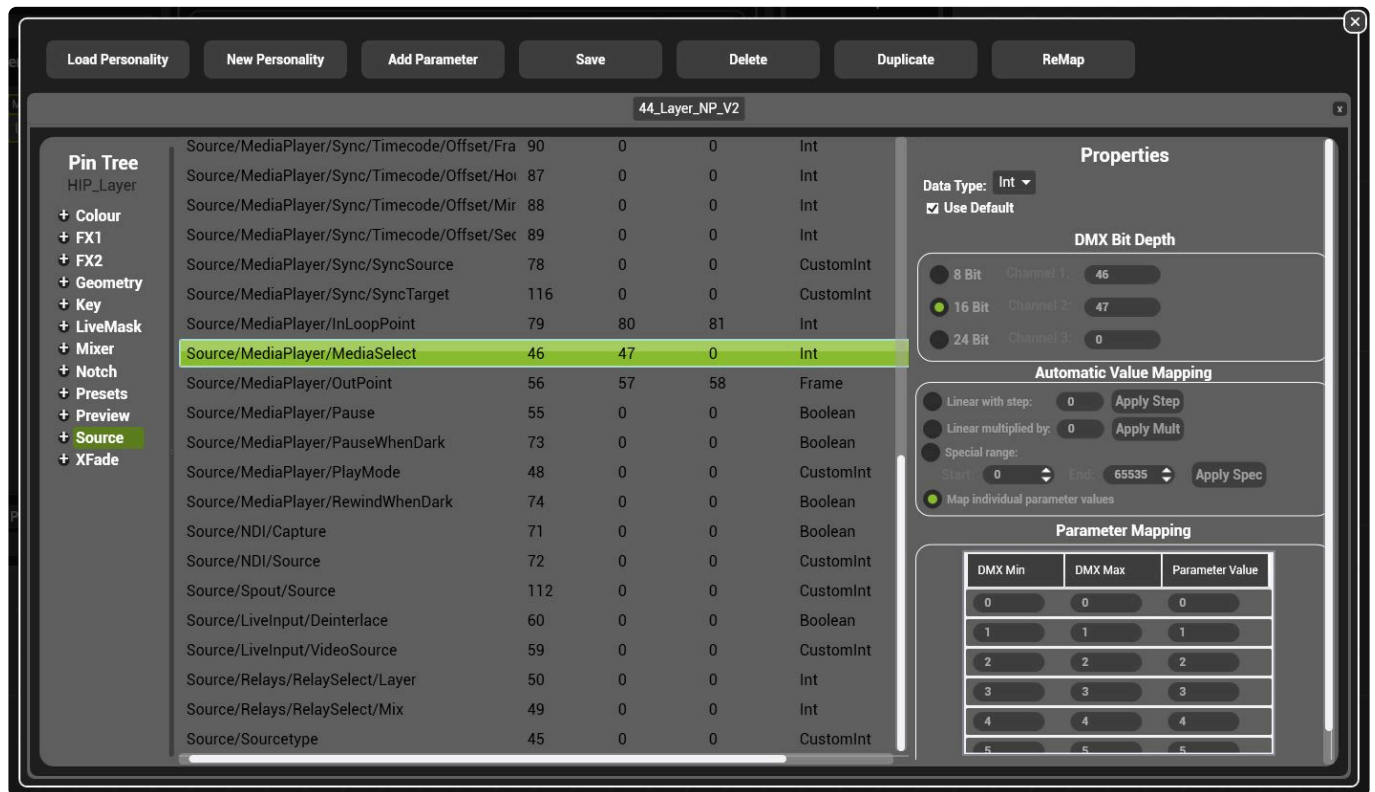 Load Personality New Personality Add Parameter Save Delete Duplicate ReMap
44_Layer_NP_V2
Pin Tree
HIP_Layer
+ Colour
+ FX1
+ FX2
+ Geometry
+ Key
+ LiveMask
+ Mixer
+ Notch
+ Presets
+ Preview
+ Source
+ XFade
Source/MediaPlayer/Sync/Timecode/Offset/Fra 90 0 0 Int
Source/MediaPlayer/Sync/Timecode/Offset/Hou 87 0 0 Int
Source/MediaPlayer/Sync/Timecode/Offset/Min 88 0 0 Int
Source/MediaPlayer/Sync/Timecode/Offset/Sec 89 0 0 Int
Source/MediaPlayer/Sync/SyncSource 78 0 0 CustomInt
Source/MediaPlayer/Sync/SyncTarget 116 0 0 CustomInt
Source/MediaPlayer/InLoopPoint 79 80 81 Int
Source/MediaPlayer/MediaSelect 46 47 0 Int
Source/MediaPlayer/OutPoint 56 57 58 Frame
Source/MediaPlayer/Pause 55 0 0 Boolean
Source/MediaPlayer/PauseWhenDark 73 0 0 Boolean
Source/MediaPlayer/PlayMode 48 0 0 CustomInt
Source/MediaPlayer/RewindWhenDark 74 0 0 Boolean
Source/NDI/Capture 71 0 0 Boolean
Source/NDI/Source 72 0 0 CustomInt
Source/Spout/Source 112 0 0 CustomInt
Source/LiveInput/Deinterlace 60 0 0 Boolean
Source/LiveInput/VideoSource 59 0 0 CustomInt
Source/Relays/RelaySelect/Layer 50 0 0 Int
Source/Relays/RelaySelect/Mix 49 0 0 Int
Source/Sourcetype 45 0 0 CustomInt
Properties
Data Type: Int
Use Default
DMX Bit Depth
8 Bit Channel 1: 46
16 Bit Channel 2: 47
24 Bit Channel 3: 0
Automatic Value Mapping
Linear with step: 0 Apply Step
Linear multiplied by: 0 Apply Mult
Special range:
Start: 0 End: 65535 Apply Spec
Map individual parameter values
Parameter Mapping
DMX Min DMX Max Parameter Value
0 0 0
1 1 1
2 2 2
3 3 3
4 4 4
5 5 5